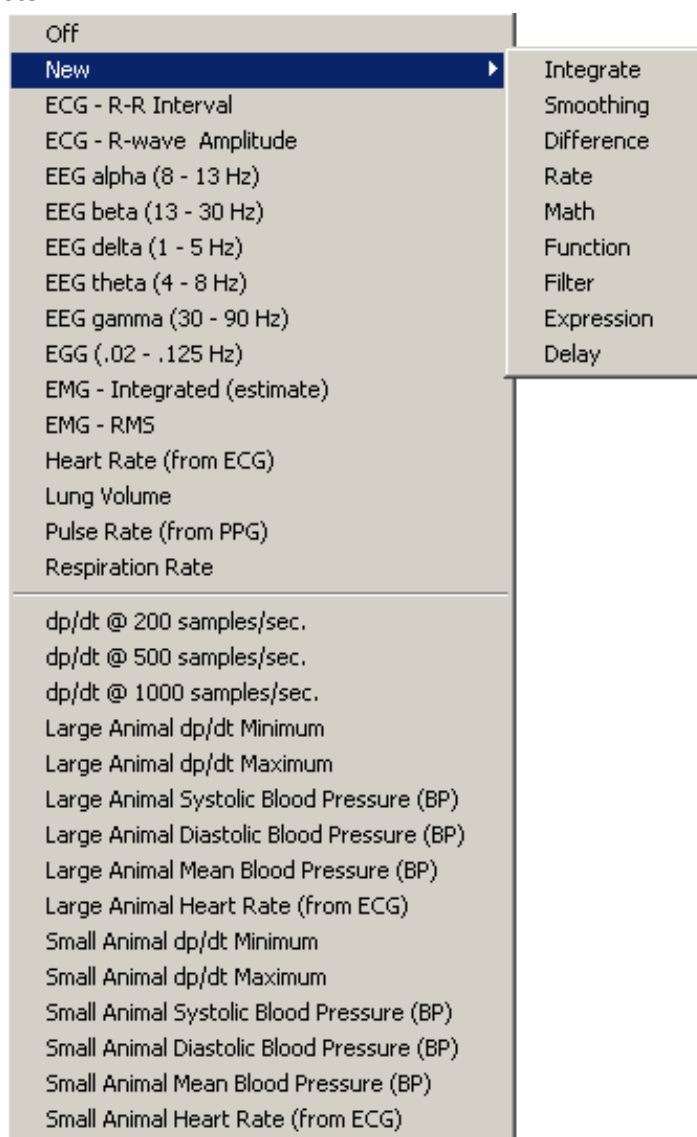 Off
New
ECG - R-R Interval
ECG - R-wave Amplitude
EEG alpha (8 - 13 Hz)
EEG beta (13 - 30 Hz)
EEG delta (1 - 5 Hz)
EEG theta (4 - 8 Hz)
EEG gamma (30 - 90 Hz)
EGG (.02 - .125 Hz)
EMG - Integrated (estimate)
EMG - RMS
Heart Rate (from ECG)
Lung Volume
Pulse Rate (from PPG)
Respiration Rate
dp/dt @ 200 samples/sec.
dp/dt @ 500 samples/sec.
dp/dt @ 1000 samples/sec.
Large Animal dp/dt Minimum
Large Animal dp/dt Maximum
Large Animal Systolic Blood Pressure (BP)
Large Animal Diastolic Blood Pressure (BP)
Large Animal Mean Blood Pressure (BP)
Large Animal Heart Rate (from ECG)
Small Animal dp/dt Minimum
Small Animal dp/dt Maximum
Small Animal Systolic Blood Pressure (BP)
Small Animal Diastolic Blood Pressure (BP)
Small Animal Mean Blood Pressure (BP)
Small Animal Heart Rate (from ECG)
Integrate
Smoothing
Difference
Rate
Math
Function
Filter
Expression
Delay